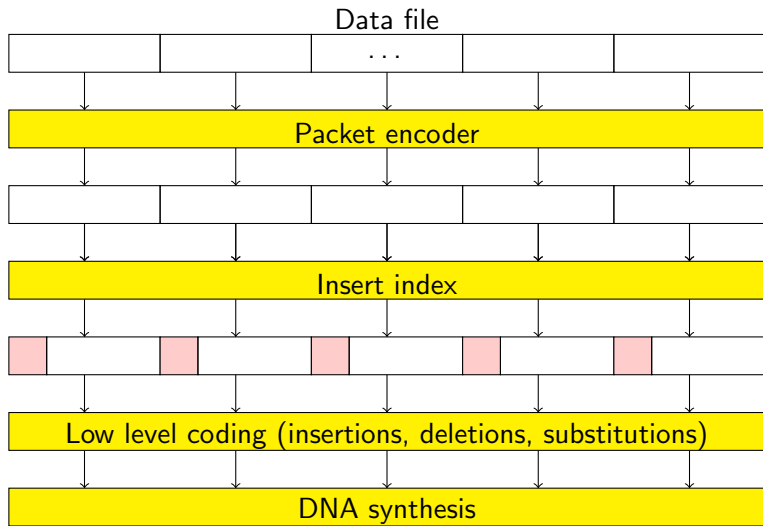 Data file
...
Packet encoder
Insert index
Low level coding (insertions, deletions, substitutions)
DNA synthesis